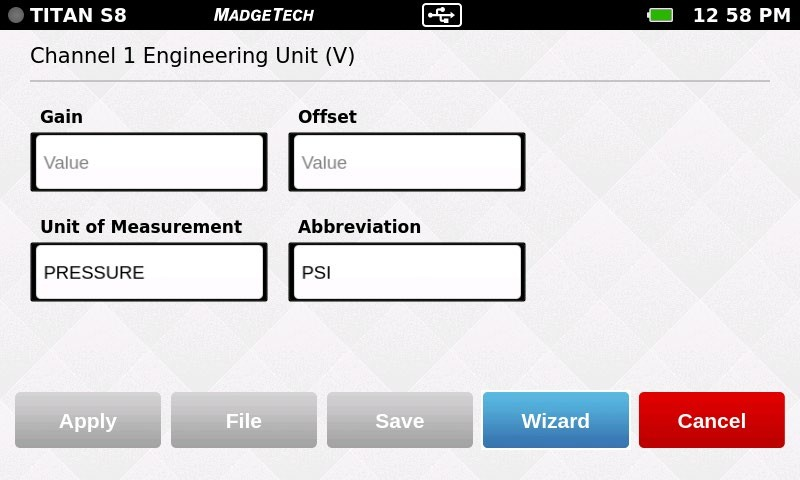 TITAN S8 MADGETECH 12 58 PM
Channel 1 Engineering Unit (V)
Gain Offset
Value Value
Unit of Measurement Abbreviation
PRESSURE PSI
Apply File Save Wizard Cancel